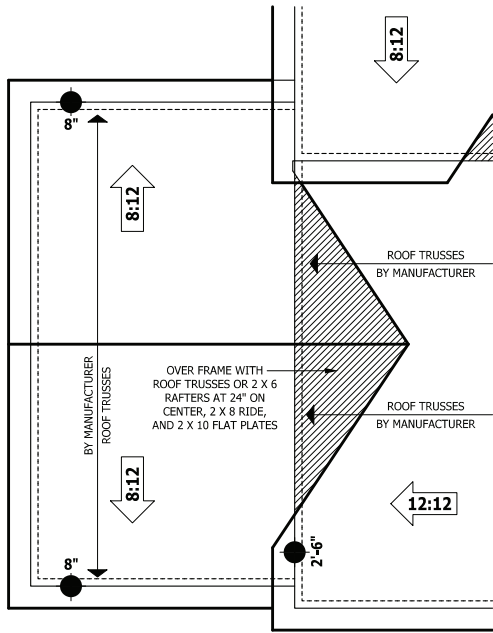 8:12
8"
8:12
ROOF TRUSSES
BY MANUFACTURER
OVER FRAME WITH
ROOF TRUSSES OR 2 X 6
RAFTERS AT 24" ON
CENTER, 2 X 8 RIDE,
AND 2 X 10 FLAT PLATES
BY MANUFACTURER
ROOF TRUSSES
ROOF TRUSSES
BY MANUFACTURER
8:12
12:12
8"
2'-6"